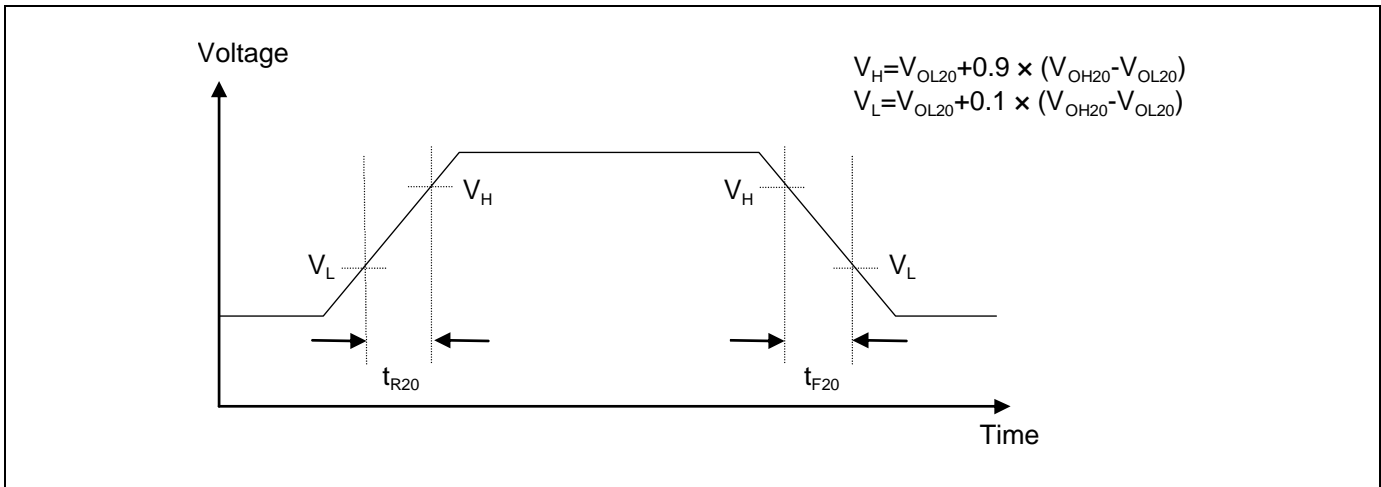 Voltage
V_H=V_OL20+0.9 × (V_OH20-V_OL20)
V_L=V_OL20+0.1 × (V_OH20-V_OL20)
V_H
V_H
V_L
V_L
t_R20
t_F20
Time